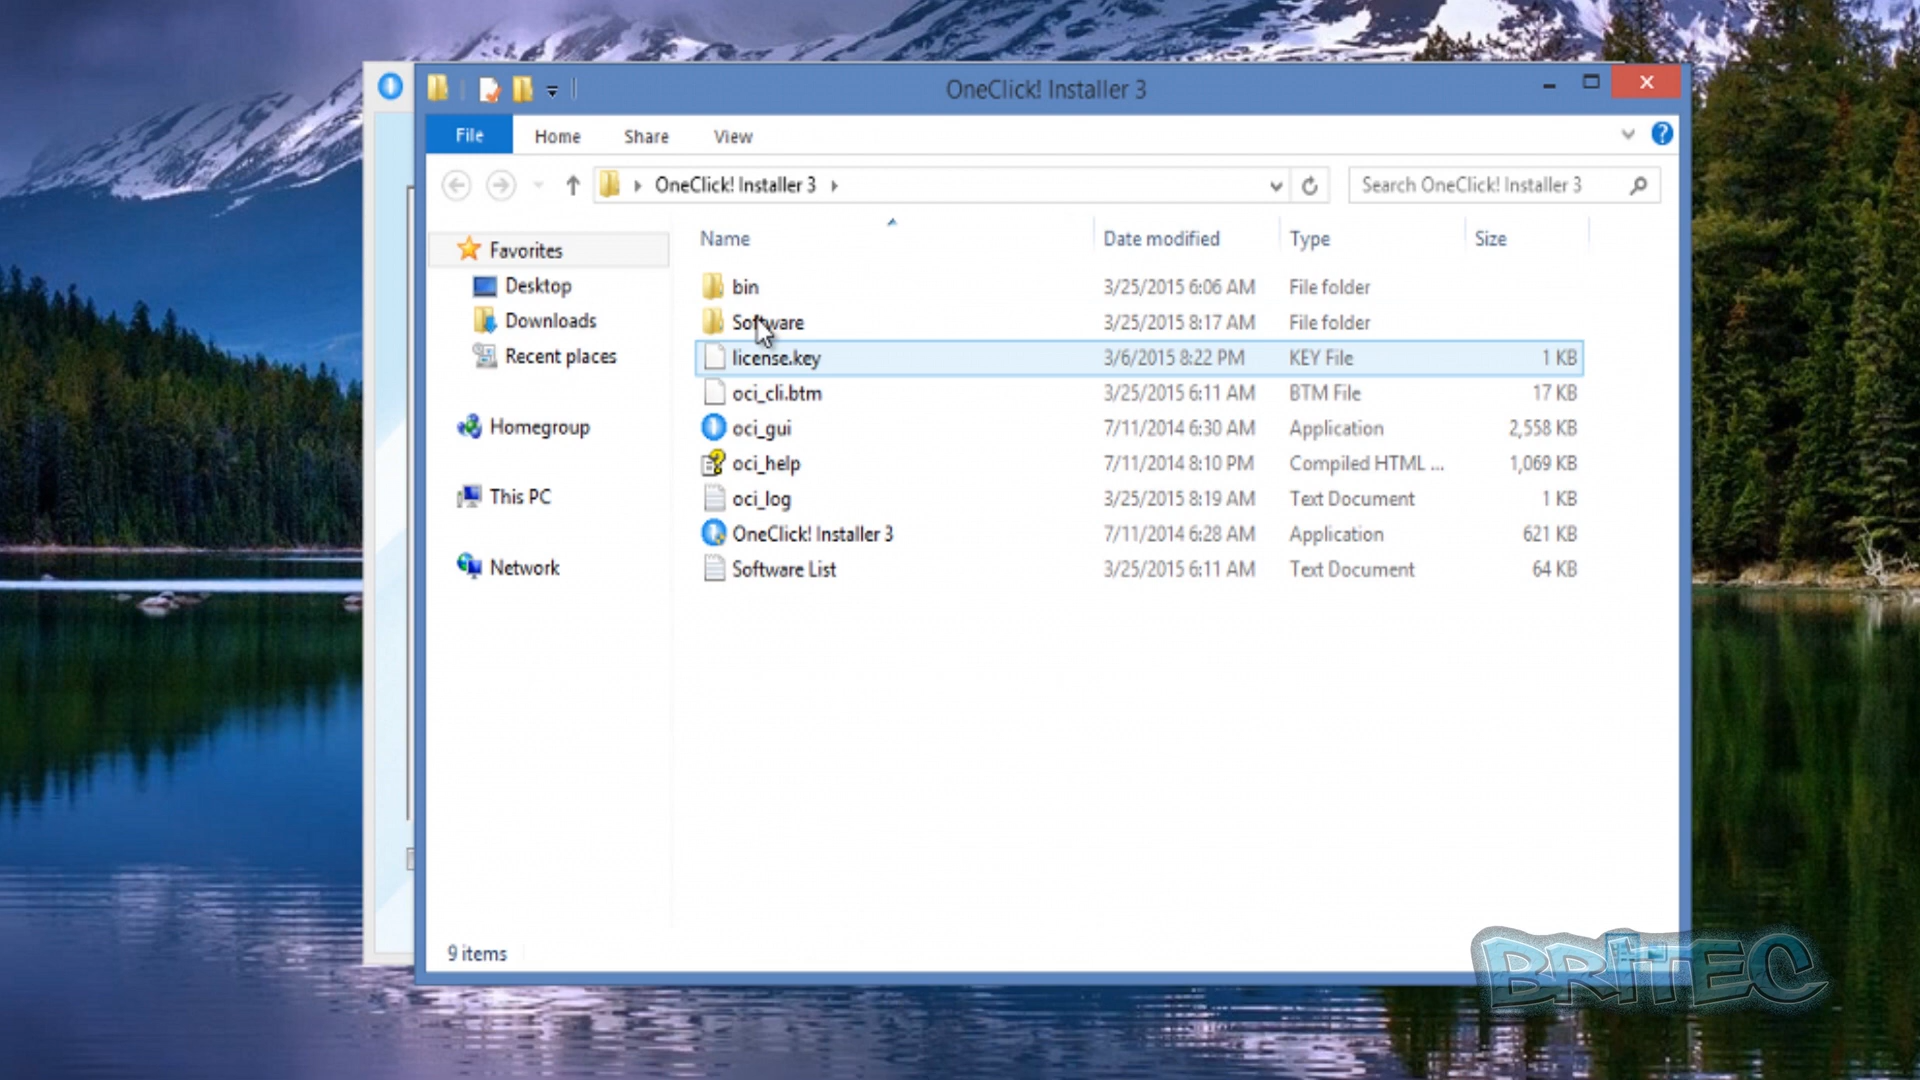 OneClick! Installer 3
File Home Share View
OneClick! Installer 3
Search OneClick! Installer 3
Name Date modified Type Size
Favorites
Desktop
Downloads
Recent places
Homegroup
This PC
Network
bin 3/25/2015 6:06 AM File folder
Software 3/25/2015 8:17 AM File folder
license.key 3/6/2015 8:22 PM KEY File 1 KB
oci_cli.btm 3/25/2015 6:11 AM BTM File 17 KB
oci_gui 7/11/2014 6:30 AM Application 2,558 KB
oci_help 7/11/2014 8:10 PM Compiled HTML ... 1,069 KB
oci_log 3/25/2015 8:19 AM Text Document 1 KB
OneClick! Installer 3 7/11/2014 6:28 AM Application 621 KB
Software List 3/25/2015 6:11 AM Text Document 64 KB
9 items
BRITEC